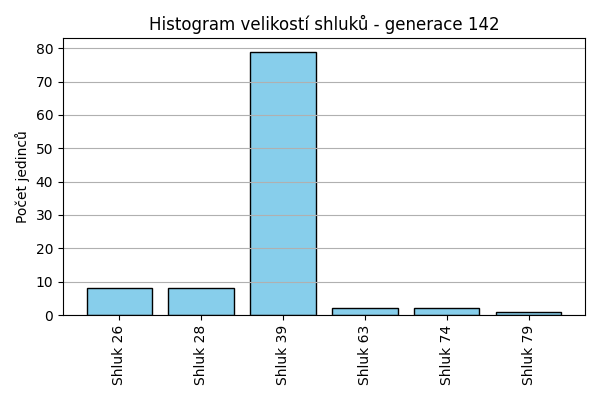 Histogram velikostí shluků - generace 142
Počet jedinců
80
70
60
50
40
30
20
10
0
Shluk 26
Shluk 28
Shluk 39
Shluk 63
Shluk 74
Shluk 79